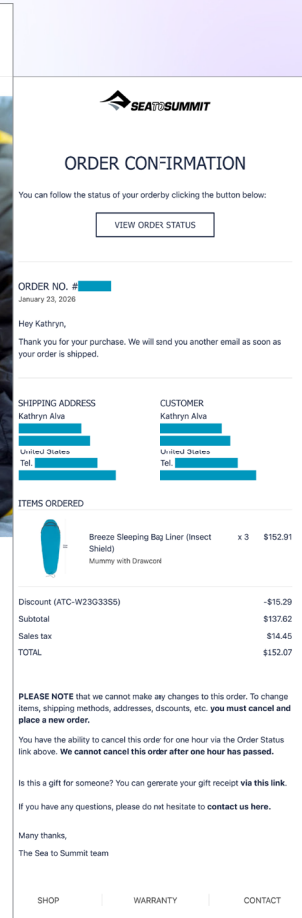 SEATOSUMMIT
ORDER CONFIRMATION
You can follow the status of your order by clicking the button below:
VIEW ORDER STATUS
ORDER NO. #
January 23, 2026
Hey Kathryn,
Thank you for your purchase. We will send you another email as soon as
your order is shipped.
SHIPPING ADDRESS
Kathryn Alva
United States
Tel.
CUSTOMER
Kathryn Alva
United States
Tel.
ITEMS ORDERED
Breeze Sleeping Bag Liner (Insect x 3 $152.91
Shield)
Mummy with Drawcord
Discount (ATC-W23G33S5) -$15.29
Subtotal $137.62
Sales tax $14.45
TOTAL $152.07
PLEASE NOTE that we cannot make any changes to this order. To change
items, shipping methods, addresses, discounts, etc. you must cancel and
place a new order.
You have the ability to cancel this order for one hour via the Order Status
link above. We cannot cancel this order after one hour has passed.
Is this a gift for someone? You can generate your gift receipt via this link.
If you have any questions, please do not hesitate to contact us here.
Many thanks,
The Sea to Summit team
SHOP WARRANTY CONTACT